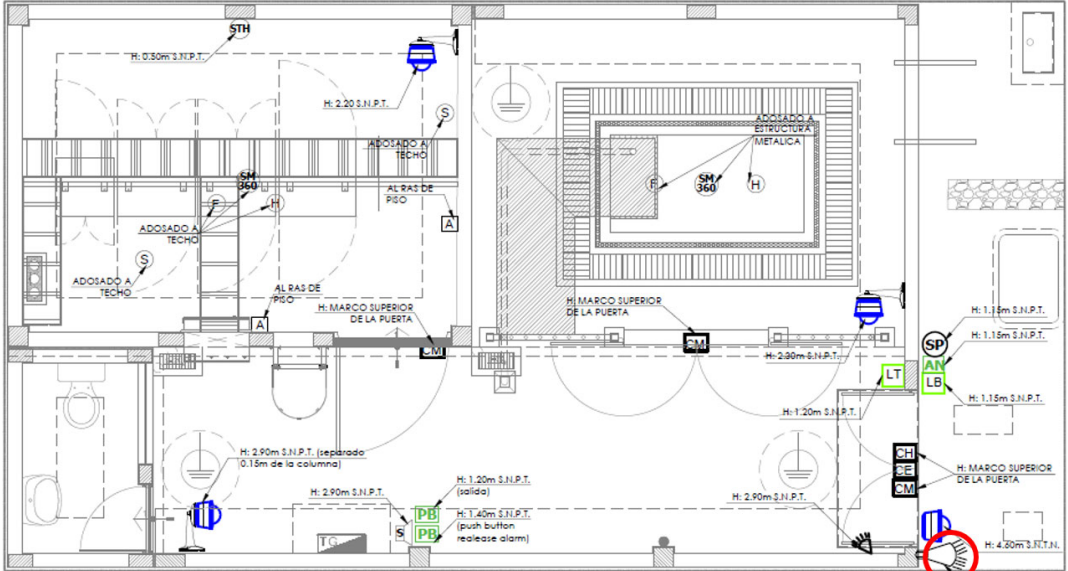 STH
H: 0.50m S.N.P.T.
H: 2.20 S.N.P.T.
S
ADOSADO A
TECHO
ADOSADO A
ESTRUCTURA
METALICA
SM
360
F
SM
360
H
AL RAS DE
PISO
F
H
A
ADOSADO A
TECHO
S
ADOSADO A
TECHO
AL RAS DE
PISO
A
H: MARCO SUPERIOR
DE LA PUERTA
CM
H: MARCO SUPERIOR
DE LA PUERTA
CM
H: 2.30m S.N.P.T.
SP
H: 1.15m S.N.P.T.
AN
H: 1.15m S.N.P.T.
LT
LB
H: 1.15m S.N.P.T.
H: 1.20m S.N.P.T.
H: 2.90m S.N.P.T. (separado
0.15m de la columna)
H: 2.90m S.N.P.T.
H: 1.20m S.N.P.T.
(salida)
PB
H: 1.40m S.N.P.T.
(push button
realease alarm)
PB
S
TG
H: 2.90m S.N.P.T.
CH
CE
CM
H: MARCO SUPERIOR
DE LA PUERTA
H: 4.60m S.N.T.N.